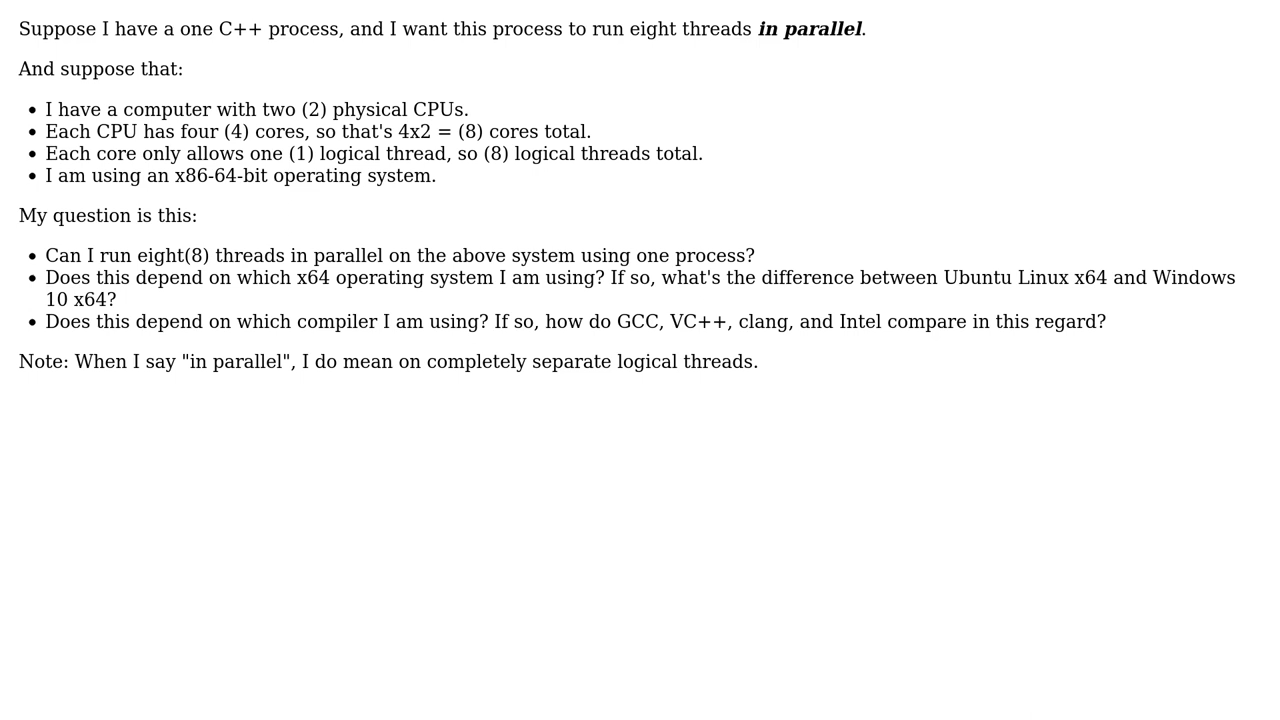 Suppose I have a one C++ process, and I want this process to run eight threads in parallel.
And suppose that:
• I have a computer with two (2) physical CPUs.
• Each CPU has four (4) cores, so that's 4x2 = (8) cores total.
• Each core only allows one (1) logical thread, so (8) logical threads total.
• I am using an x86-64-bit operating system.
My question is this:
• Can I run eight(8) threads in parallel on the above system using one process?
• Does this depend on which x64 operating system I am using? If so, what's the difference between Ubuntu Linux x64 and Windows
10 x64?
• Does this depend on which compiler I am using? If so, how do GCC, VC++, clang, and Intel compare in this regard?
Note: When I say "in parallel", I do mean on completely separate logical threads.